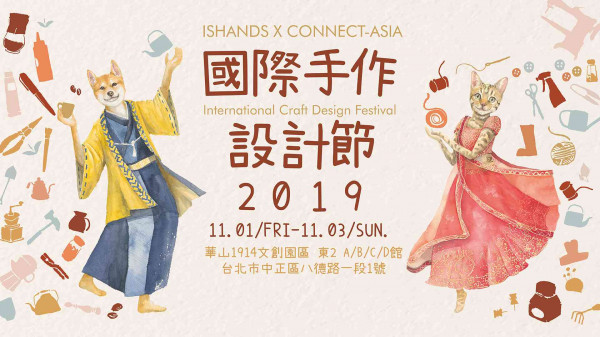 ISHANDS X CONNECT-ASIA
國際手作
International Craft Design Festival
設計節
2019
11.01/FRI-11.03/SUN.
華山1914文創園區 東2 A/B/C/D館
台北市中正區八德路一段1號